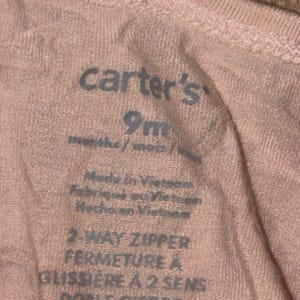 carter's
9m
months / mois /
Made in Vietnam
Fabriqué au Vietnam
Hecho en Vietnam
2-WAY ZIPPER
FERMETURE À
GLISSIÈRE À 2 SENS